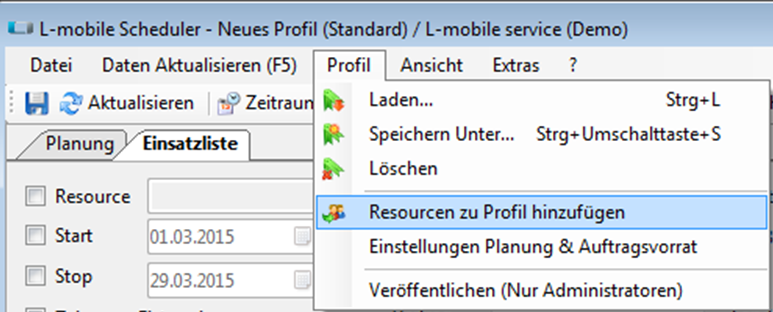 L-mobile Scheduler - Neues Profil (Standard) / L-mobile service (Demo)
Datei Daten Aktualisieren (F5) Profil Ansicht Extras ?
Aktualisieren Zeitraum
Laden... Strg+L
Speichern Unter... Strg+Umschalttaste+S
Löschen
Resourcen zu Profil hinzufügen
Einstellungen Planung & Auftragsvorrat
Veröffentlichen (Nur Administratoren)
Planung Einsatzliste
Resource
Start 01.03.2015
Stop 29.03.2015